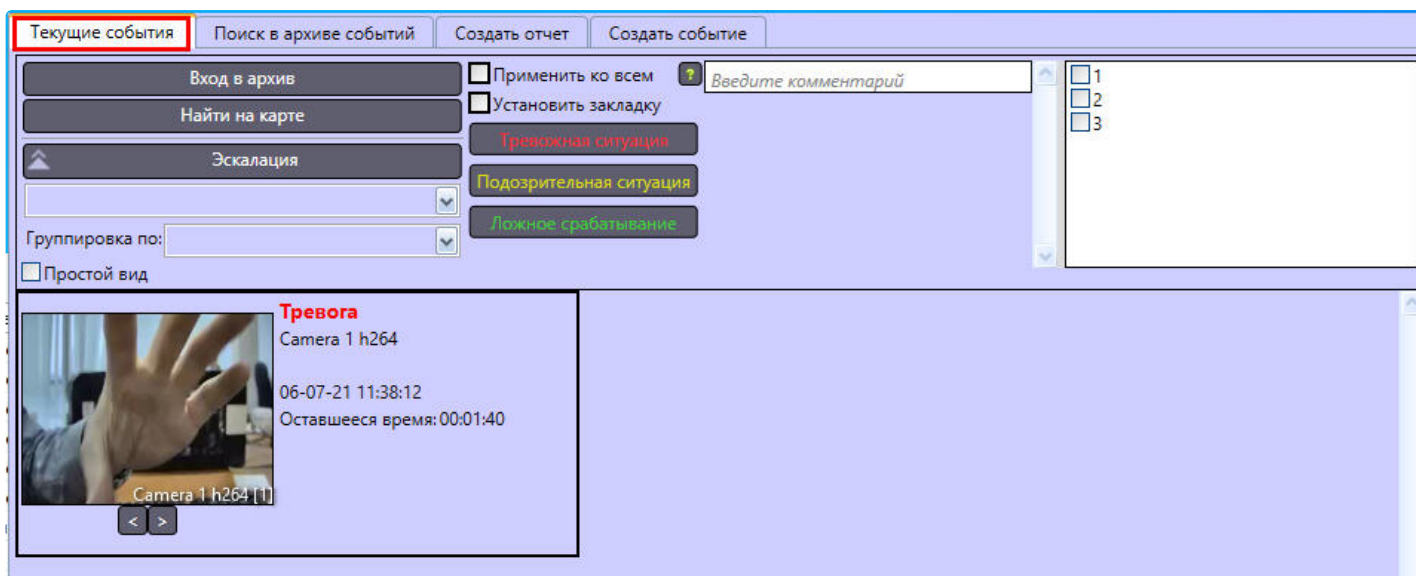 Текущие события
Поиск в архиве событий
Создать отчет
Создать событие
Вход в архив
Найти на карте
Эскалация
Группировка по:
Простой вид
Применить ко всем
?
Введите комментарий
Установить закладку
Тревожная ситуация
Подозрительная ситуация
Ложное срабатывание
1
2
3
Тревога
Camera 1 h264
06-07-21 11:38:12
Оставшееся время: 00:01:40
Camera 1 h264 [1]
< >